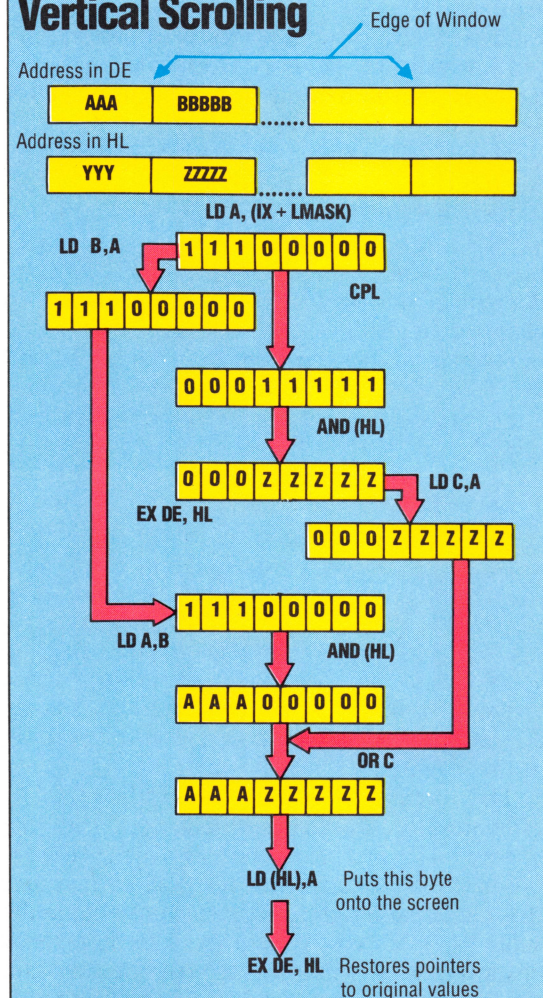 Vertical Scrolling
Edge of Window
Address in DE
AAA BBBBB .......
Address in HL
YYY ZZZZZ .......
LD A, (IX + LMASK)
LD B,A
1 1 1 0 0 0 0 0
CPL
1 1 1 0 0 0 0 0
0 0 0 1 1 1 1 1
AND (HL)
0 0 0 Z Z Z Z Z
LD C,A
EX DE, HL
0 0 0 Z Z Z Z Z
1 1 1 0 0 0 0 0
LD A,B
AND (HL)
A A A 0 0 0 0 0
OR C
A A A Z Z Z Z Z
LD (HL),A Puts this byte
onto the screen
EX DE, HL Restores pointers
to original values